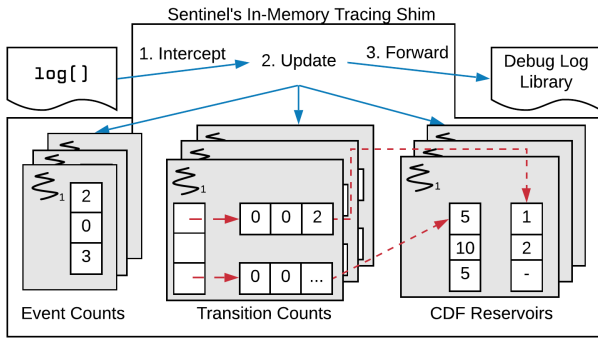 Sentinel's In-Memory Tracing Shim
log[]
1. Intercept
2. Update
3. Forward
Debug Log
Library
1
2
0
3
Event Counts
1
0 0 2
0 0 ...
Transition Counts
1
5
10
5
1
2
-
CDF Reservoirs